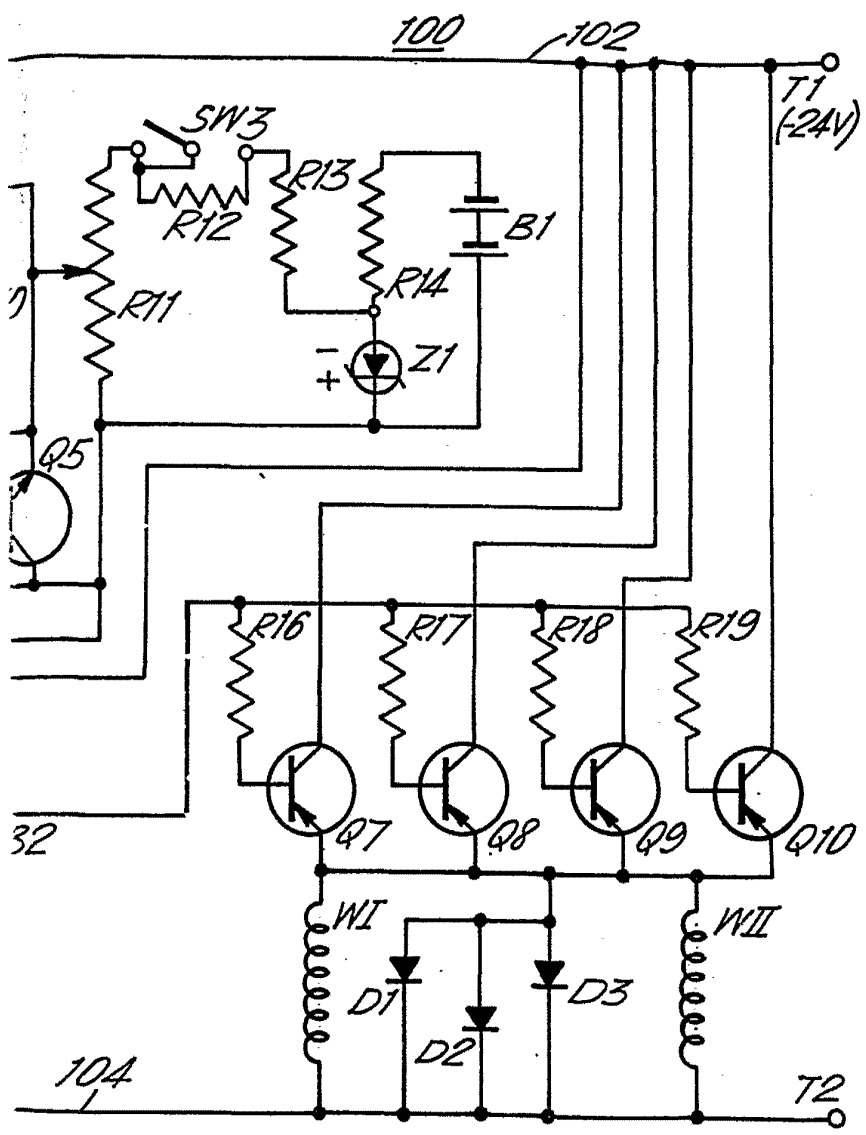 100
102
T1
(-24V)
SW3
R13
R12
B1
R14
R11
Z1
−
+
Q5
R16
R17
R18
R19
Q7
Q8
Q9
Q10
32
WI
WII
D1
D3
D2
104
T2